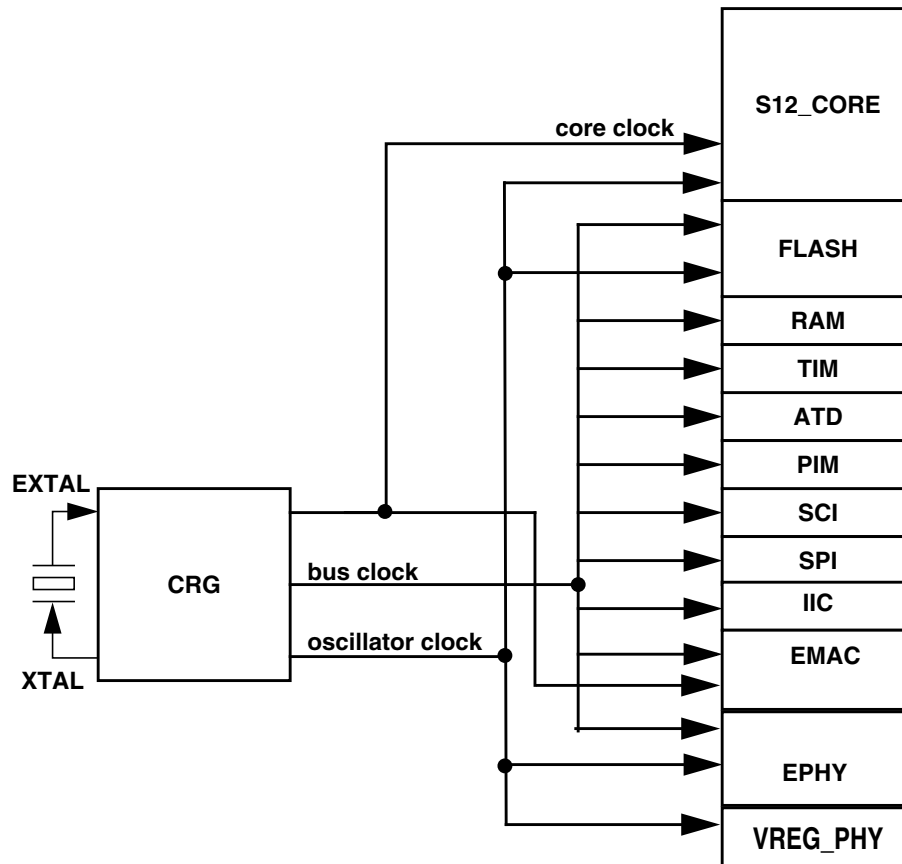 S12_CORE
core clock
FLASH
RAM
TIM
ATD
PIM
EXTAL
SCI
SPI
bus clock
CRG
IIC
oscillator clock
EMAC
XTAL
EPHY
VREG_PHY